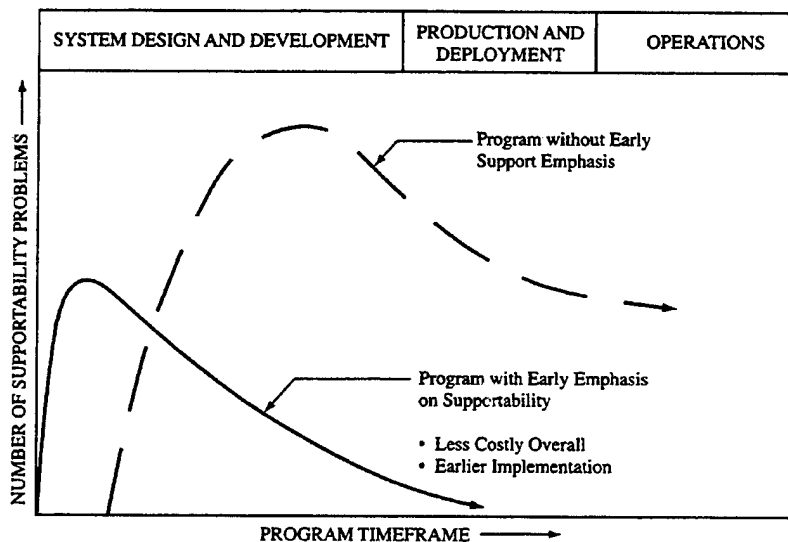 SYSTEM DESIGN AND DEVELOPMENT
PRODUCTION AND
DEPLOYMENT
OPERATIONS
NUMBER OF SUPPORTABILITY PROBLEMS
Program without Early
Support Emphasis
Program with Early Emphasis
on Supportability
• Less Costly Overall
• Earlier Implementation
PROGRAM TIMEFRAME